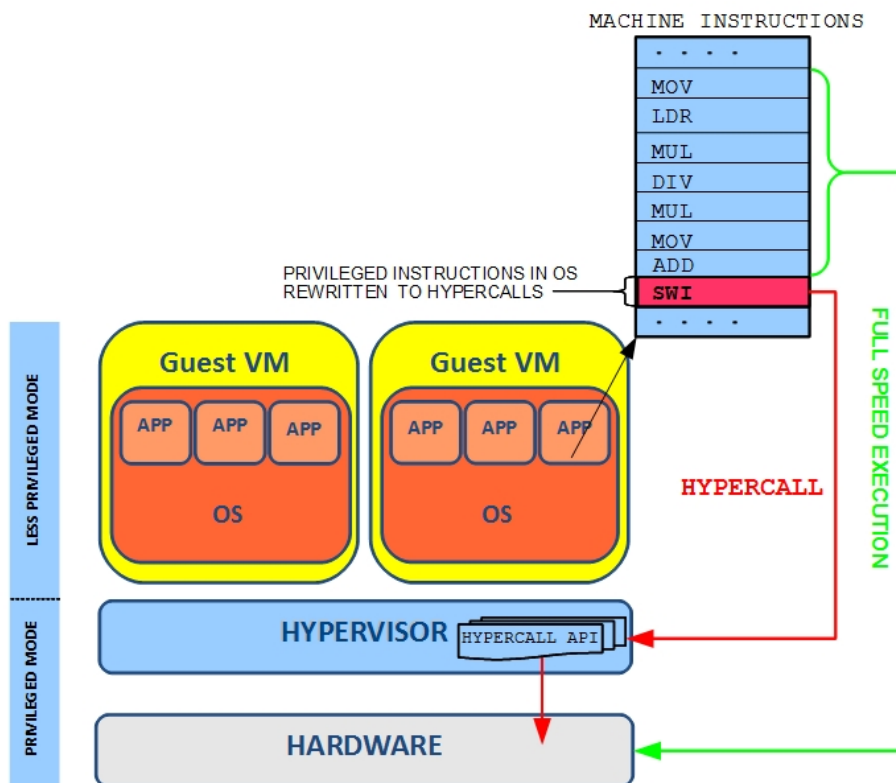 MACHINE INSTRUCTIONS
. . . .
MOV
LDR
MUL
DIV
MUL
MOV
ADD
SWI
. . . .
PRIVILEGED INSTRUCTIONS IN OS
REWRITTEN TO HYPERCALLS
FULL SPEED EXECUTION
HYPERCALL
LESS PRIVILEGED MODE
Guest VM
APP
APP
APP
OS
Guest VM
APP
APP
APP
OS
PRIVILEGED MODE
HYPERVISOR
HYPERCALL API
HARDWARE